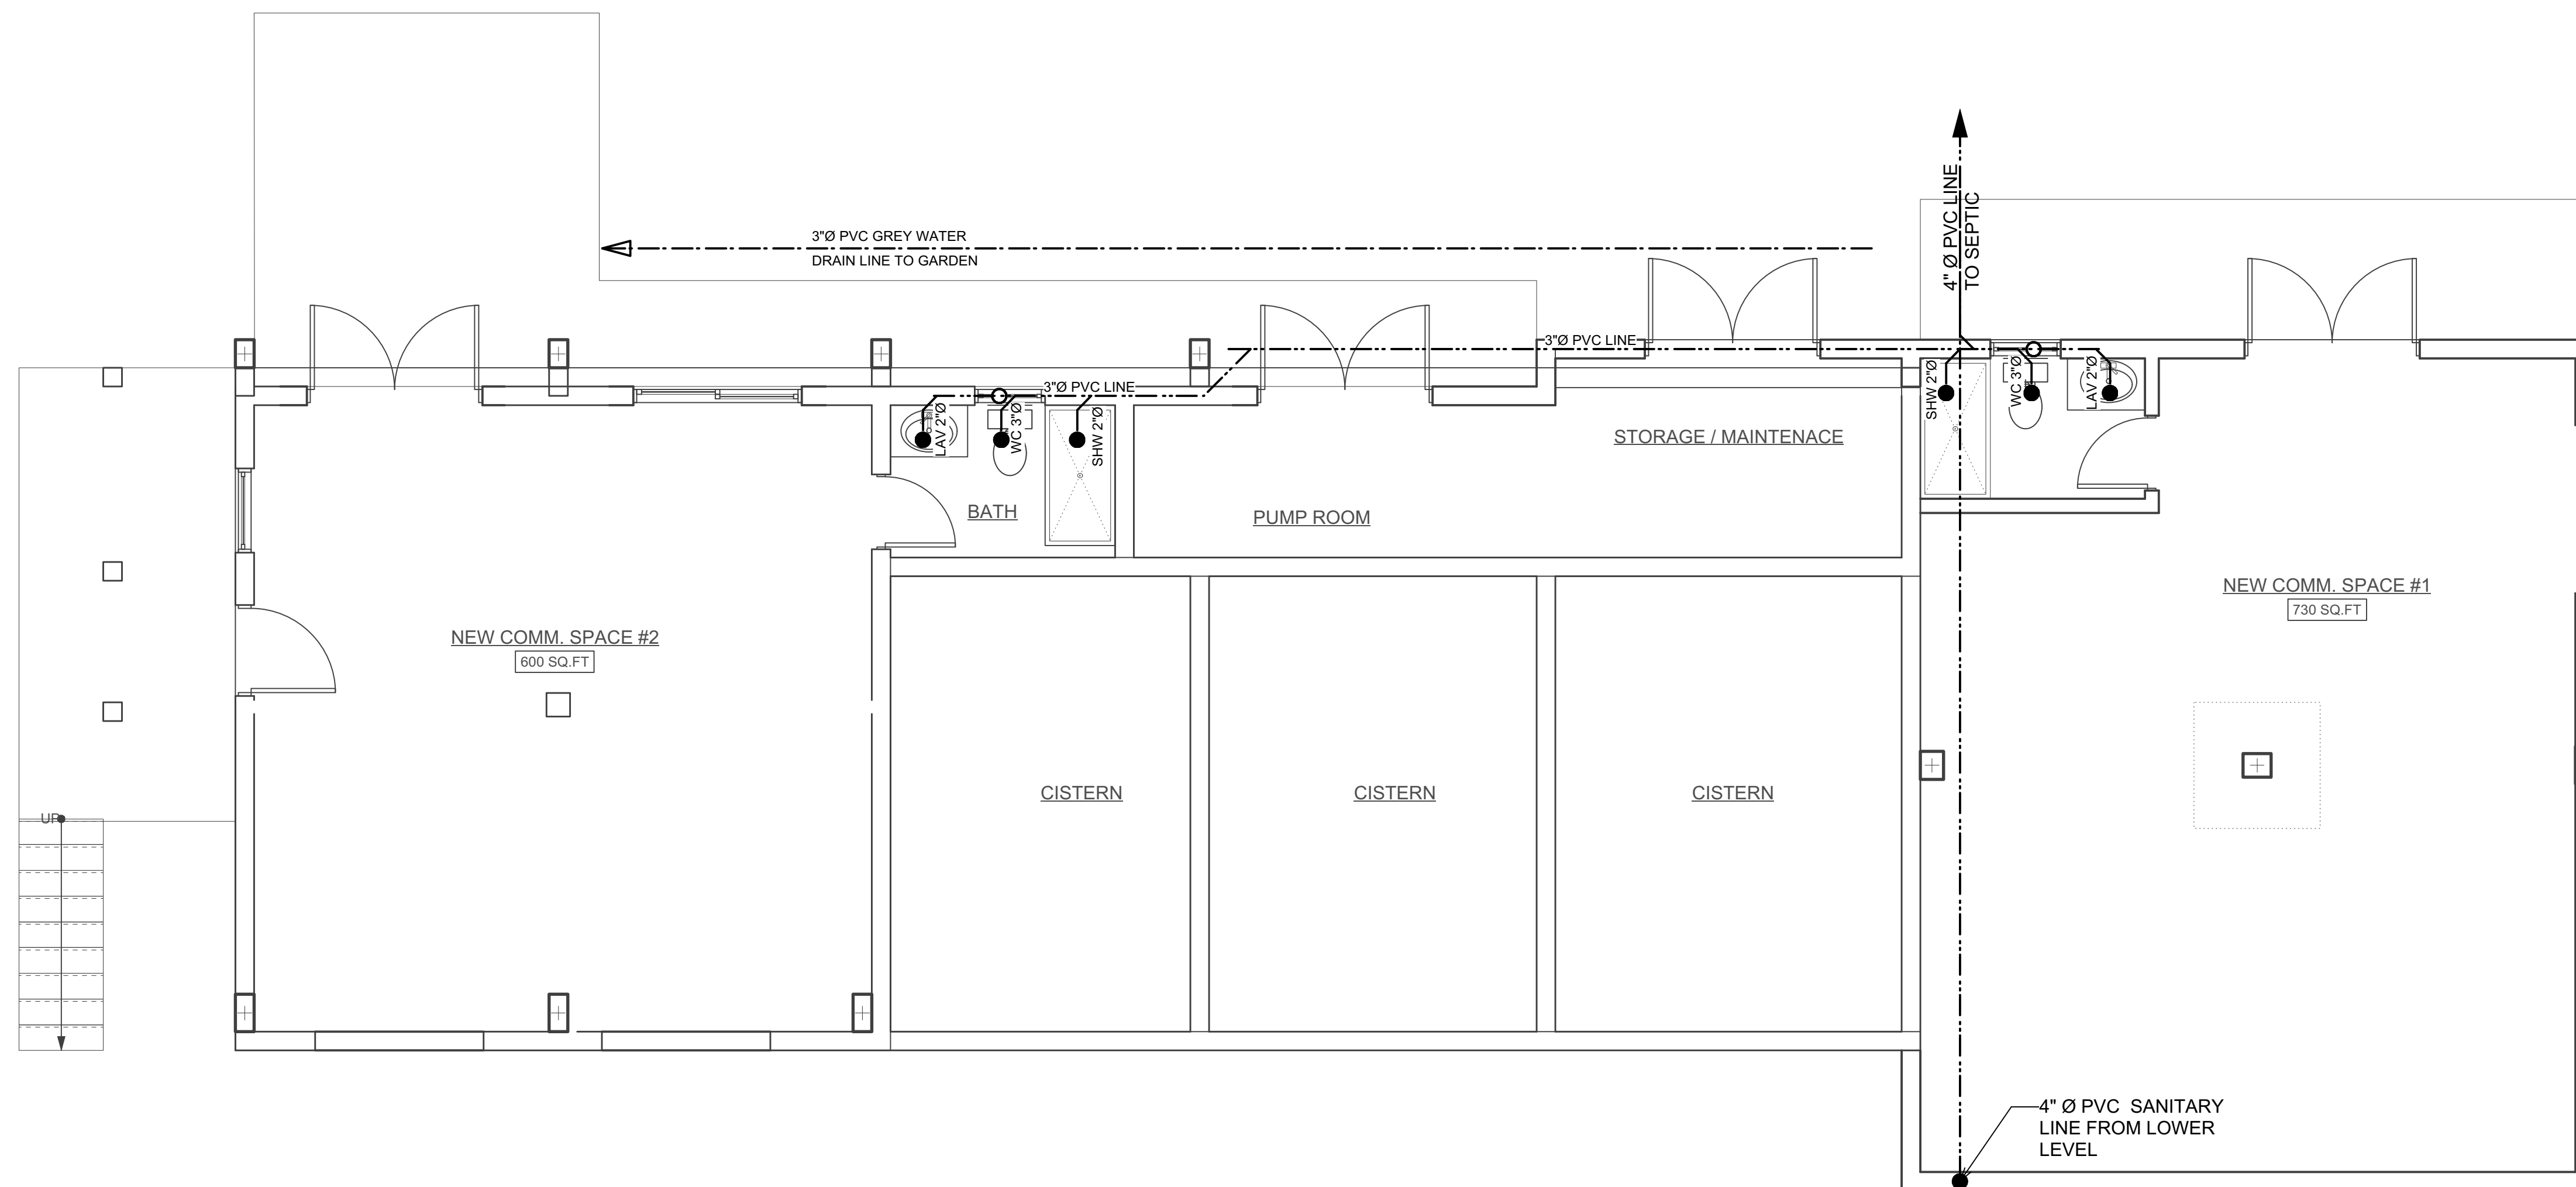 4" Ø PVC LINE
TO SEPTIC
3"Ø PVC GREY WATER
DRAIN LINE TO GARDEN
3"Ø PVC LINE
3"Ø PVC LINE
LAV 2"Ø
WC 3"Ø
SHW 2"Ø
SHW 2"Ø
WC 3"Ø
LAV 2"Ø
STORAGE / MAINTENACE
BATH
PUMP ROOM
NEW COMM. SPACE #1
730 SQ.FT
NEW COMM. SPACE #2
600 SQ.FT
CISTERN
CISTERN
CISTERN
UP
4" Ø PVC SANITARY
LINE FROM LOWER
LEVEL